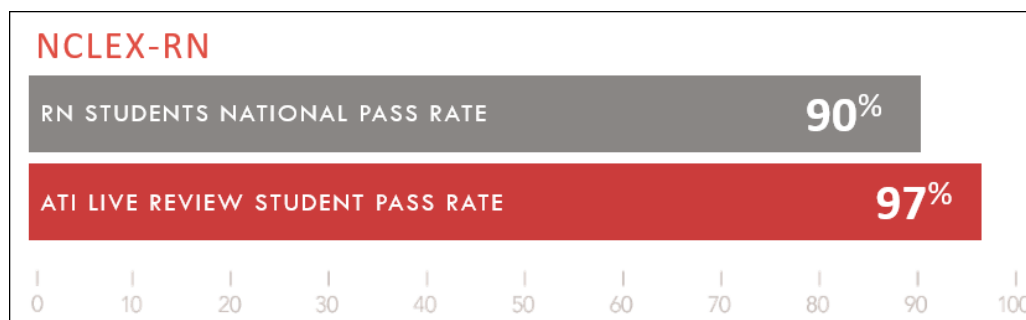 NCLEX-RN
RN STUDENTS NATIONAL PASS RATE 90%
ATI LIVE REVIEW STUDENT PASS RATE 97%
0 10 20 30 40 50 60 70 80 90 100